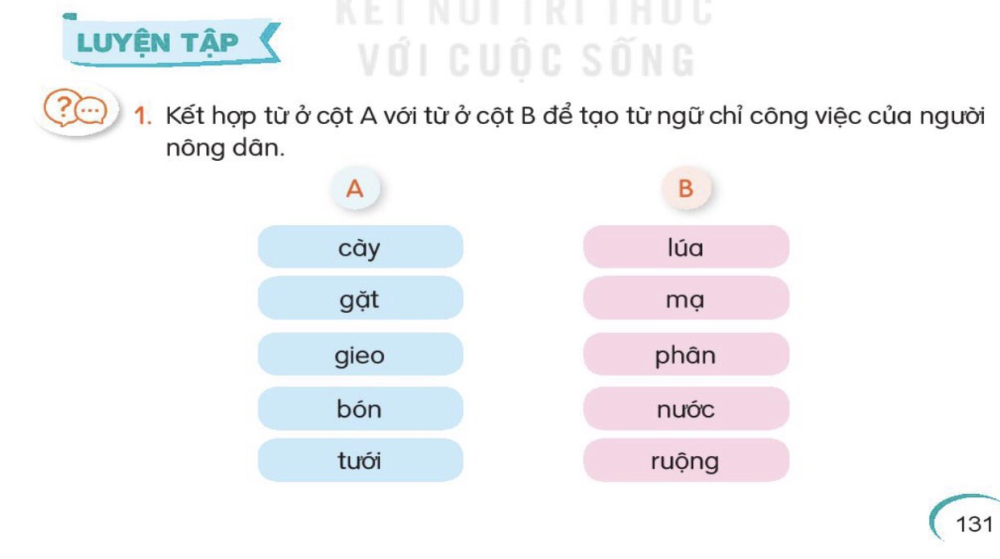 KẾT NỐI TRI THỨC
VỚI CUỘC SỐNG
LUYỆN TẬP
1. Kết hợp từ ở cột A với từ ở cột B để tạo từ ngữ chỉ công việc của người
nông dân.
A B
cày lúa
gặt mạ
gieo phân
bón nước
tưới ruộng
131